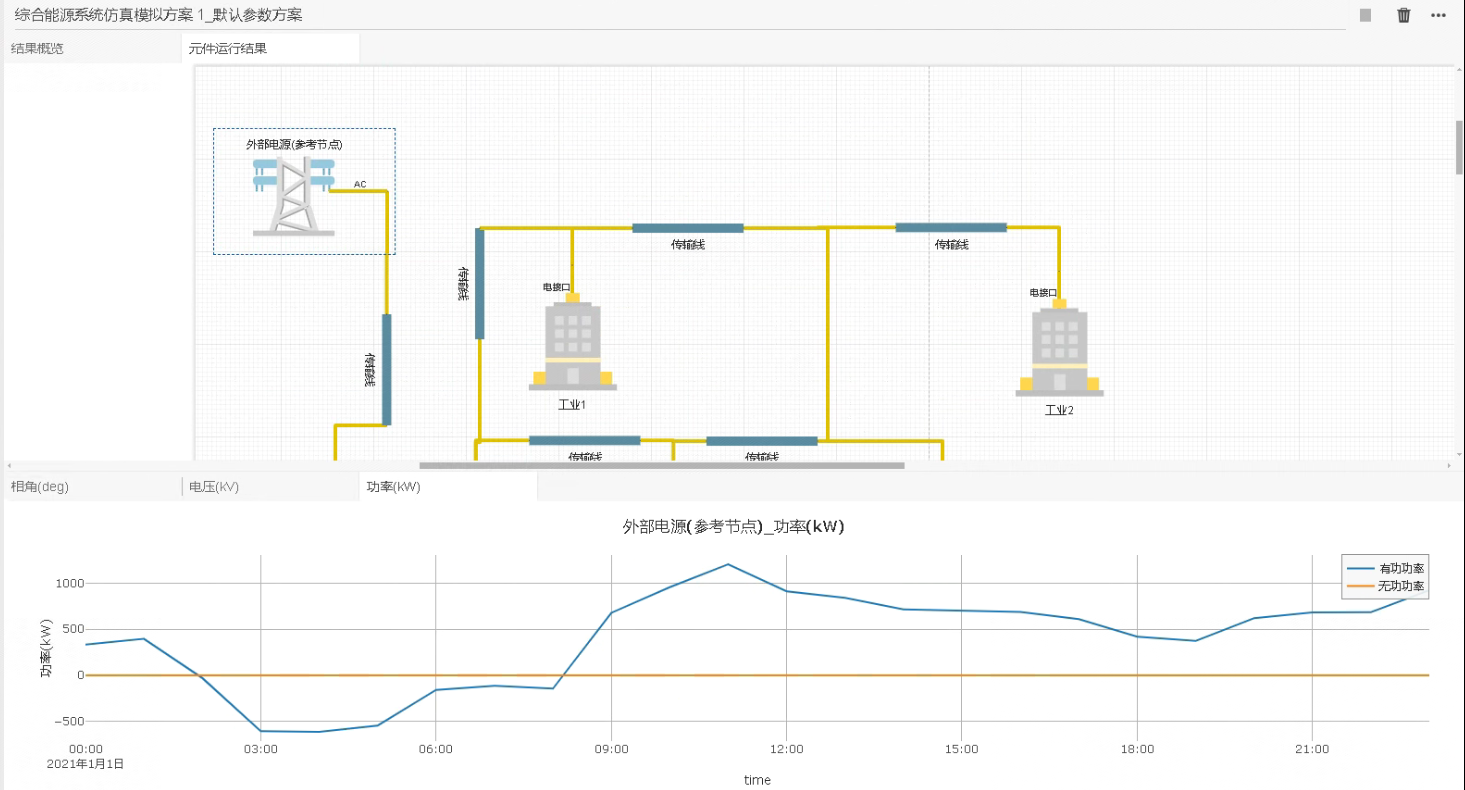 综合能源系统仿真模拟方案 1_默认参数方案
结果概览
元件运行结果
外部电源(参考节点)
AC
传输线
传输线
传输线
传输线
电接口
电接口
工业1
工业2
传输线
传输线
相角(deg)
电压(kV)
功率(kW)
外部电源(参考节点)_功率(kW)
有功功率
无功功率
功率(kW)
1000
500
0
−500
00:00
03:00
06:00
09:00
12:00
15:00
18:00
21:00
2021年1月1日
time